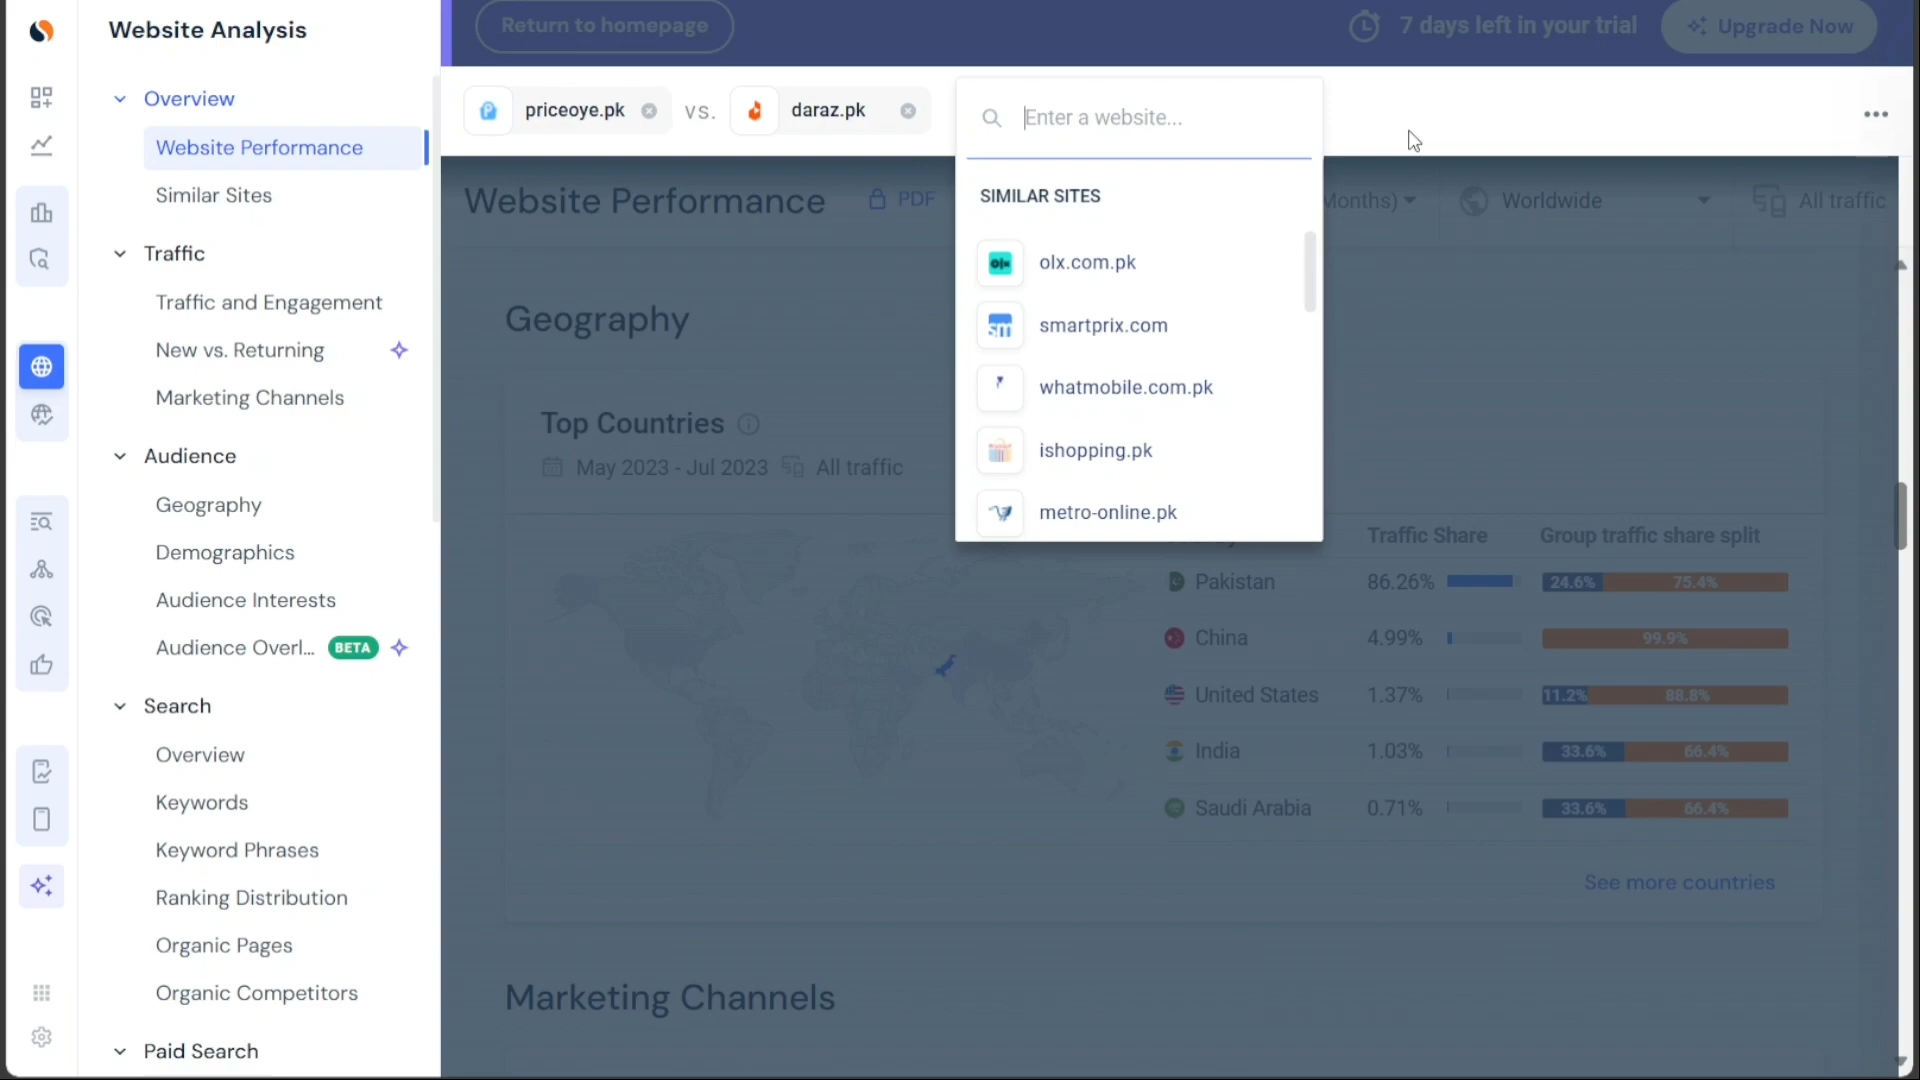 Website Analysis
Return to homepage
7 days left in your trial
Upgrade Now
Overview
Website Performance
Similar Sites
Traffic
Traffic and Engagement
New vs. Returning
Marketing Channels
Audience
Geography
Demographics
Audience Interests
Audience Overl... BETA
Search
Overview
Keywords
Keyword Phrases
Ranking Distribution
Organic Pages
Organic Competitors
Paid Search
priceoye.pk vs. daraz.pk
Enter a website...
SIMILAR SITES
olx.com.pk
smartprix.com
whatmobile.com.pk
ishopping.pk
metro-online.pk
Website Performance PDF
Months) Worldwide All traffic
Geography
Top Countries
May 2023 - Jul 2023 All traffic
Traffic Share Group traffic share split
Pakistan 86.26% 24.6% 75.4%
China 4.99% 99.9%
United States 1.37% 11.2% 88.8%
India 1.03% 33.6% 66.4%
Saudi Arabia 0.71% 33.6% 66.4%
See more countries
Marketing Channels